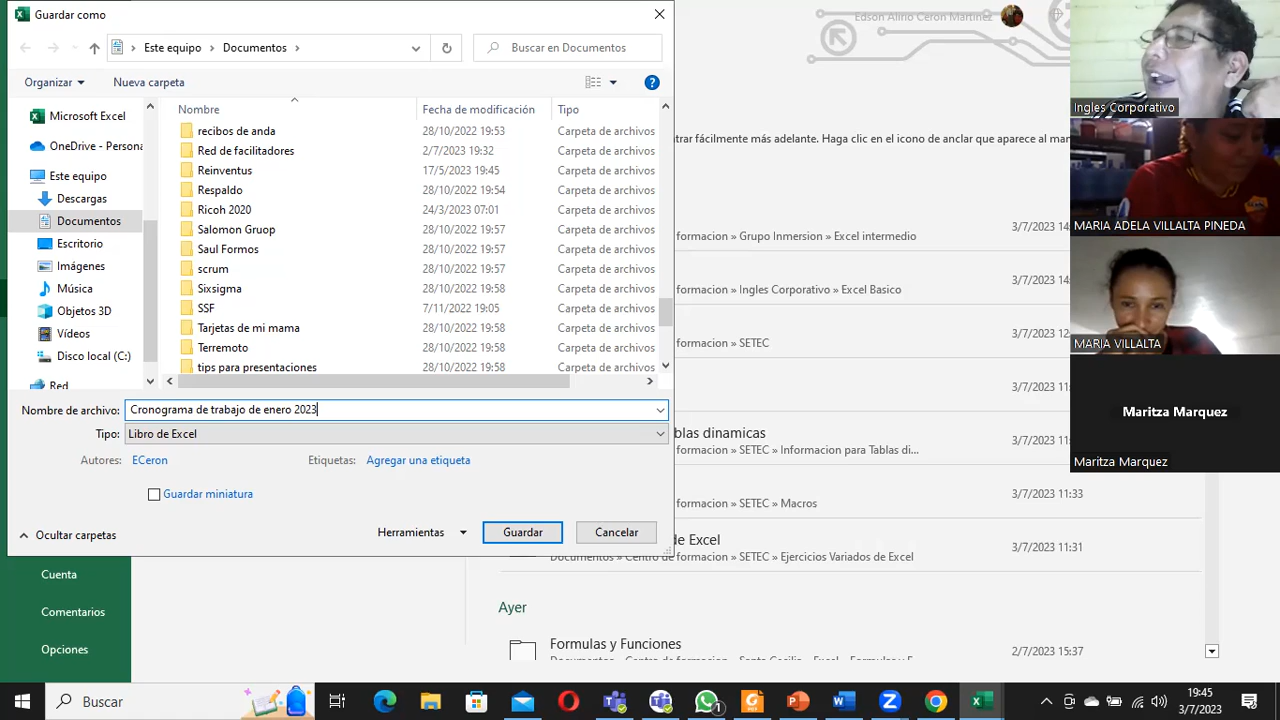 Guardar como
Edson Alirio Ceron Martinez
Este equipo > Documentos >
Buscar en Documentos
Organizar
Nueva carpeta
Nombre
Fecha de modificación
Tipo
Microsoft Excel
OneDrive - Persona
Este equipo
Descargas
Documentos
Escritorio
Imágenes
Música
Objetos 3D
Vídeos
Disco local (C:)
Red
recibos de anda 28/10/2022 19:53 Carpeta de archivos
Red de facilitadores 2/7/2023 19:32 Carpeta de archivos
Reinventus 17/5/2023 19:45 Carpeta de archivos
Respaldo 28/10/2022 19:54 Carpeta de archivos
Ricoh 2020 24/3/2023 07:01 Carpeta de archivos
Salomon Gruop 28/10/2022 19:57 Carpeta de archivos
Saul Formos 28/10/2022 19:57 Carpeta de archivos
scrum 28/10/2022 19:57 Carpeta de archivos
Sixsigma 28/10/2022 19:58 Carpeta de archivos
SSF 7/11/2022 19:05 Carpeta de archivos
Tarjetas de mi mama 28/10/2022 19:58 Carpeta de archivos
Terremoto 28/10/2022 19:58 Carpeta de archivos
tips para presentaciones 28/10/2022 19:58 Carpeta de archivos
Nombre de archivo: Cronograma de trabajo de enero 2023
Tipo: Libro de Excel
Autores: ECeron
Etiquetas: Agregar una etiqueta
Guardar miniatura
Ocultar carpetas
Herramientas
Guardar
Cancelar
Cuenta
Comentarios
Opciones
trar fácilmente más adelante. Haga clic en el icono de anclar que aparece al mar
formacion » Grupo Inmersion » Excel intermedio
3/7/2023 14
formacion » Ingles Corporativo » Excel Basico
3/7/2023 14
formacion » SETEC
3/7/2023 12
3/7/2023 11
blas dinamicas
formacion » SETEC » Informacion para Tablas di...
3/7/2023 11
formacion » SETEC » Macros
3/7/2023 11:33
de Excel
Documentos » Centro de formacion » SETEC » Ejercicios Variados de Excel
3/7/2023 11:31
Ayer
Formulas y Funciones
Documentos » Centro de formacion » Santa Cecilia » Excel » Formulas y F...
2/7/2023 15:37
Ingles Corporativo
MARIA ADELA VILLALTA PINEDA
MARIA VILLALTA
Maritza Marquez
Maritza Marquez
Buscar
1
19:45
3/7/2023